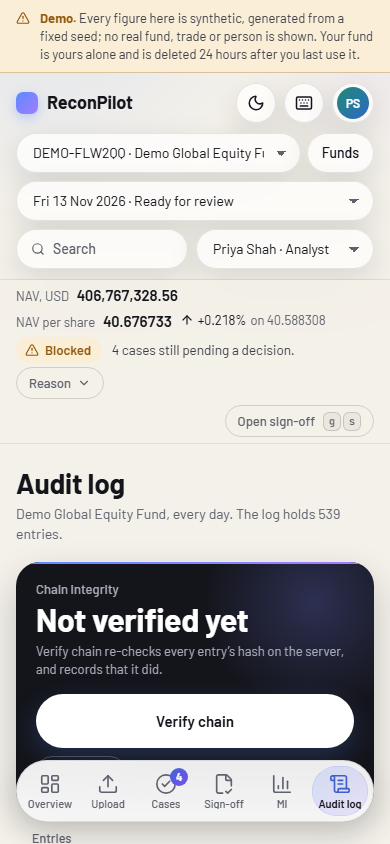 Demo. Every figure here is synthetic, generated from a
fixed seed; no real fund, trade or person is shown. Your fund
is yours alone and is deleted 24 hours after you last use it.
ReconPilot
PS
DEMO-FLW2QQ · Demo Global Equity Fu
Funds
Fri 13 Nov 2026 · Ready for review
Search
Priya Shah · Analyst
NAV, USD 406,767,328.56
NAV per share 40.676733 ↑ +0.218% on 40.588308
Blocked 4 cases still pending a decision.
Reason
Open sign-off g s
Audit log
Demo Global Equity Fund, every day. The log holds 539
entries.
Chain Integrity
Not verified yet
Verify chain re-checks every entry's hash on the server,
and records that it did.
Verify chain
4
Overview Upload Cases Sign-off MI Audit log
Entries